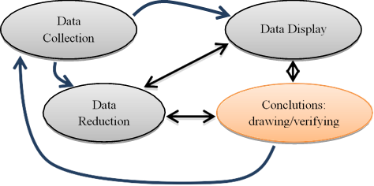 Data
Collection
Data Display
Data
Reduction
Conclutions:
drawing/verifying